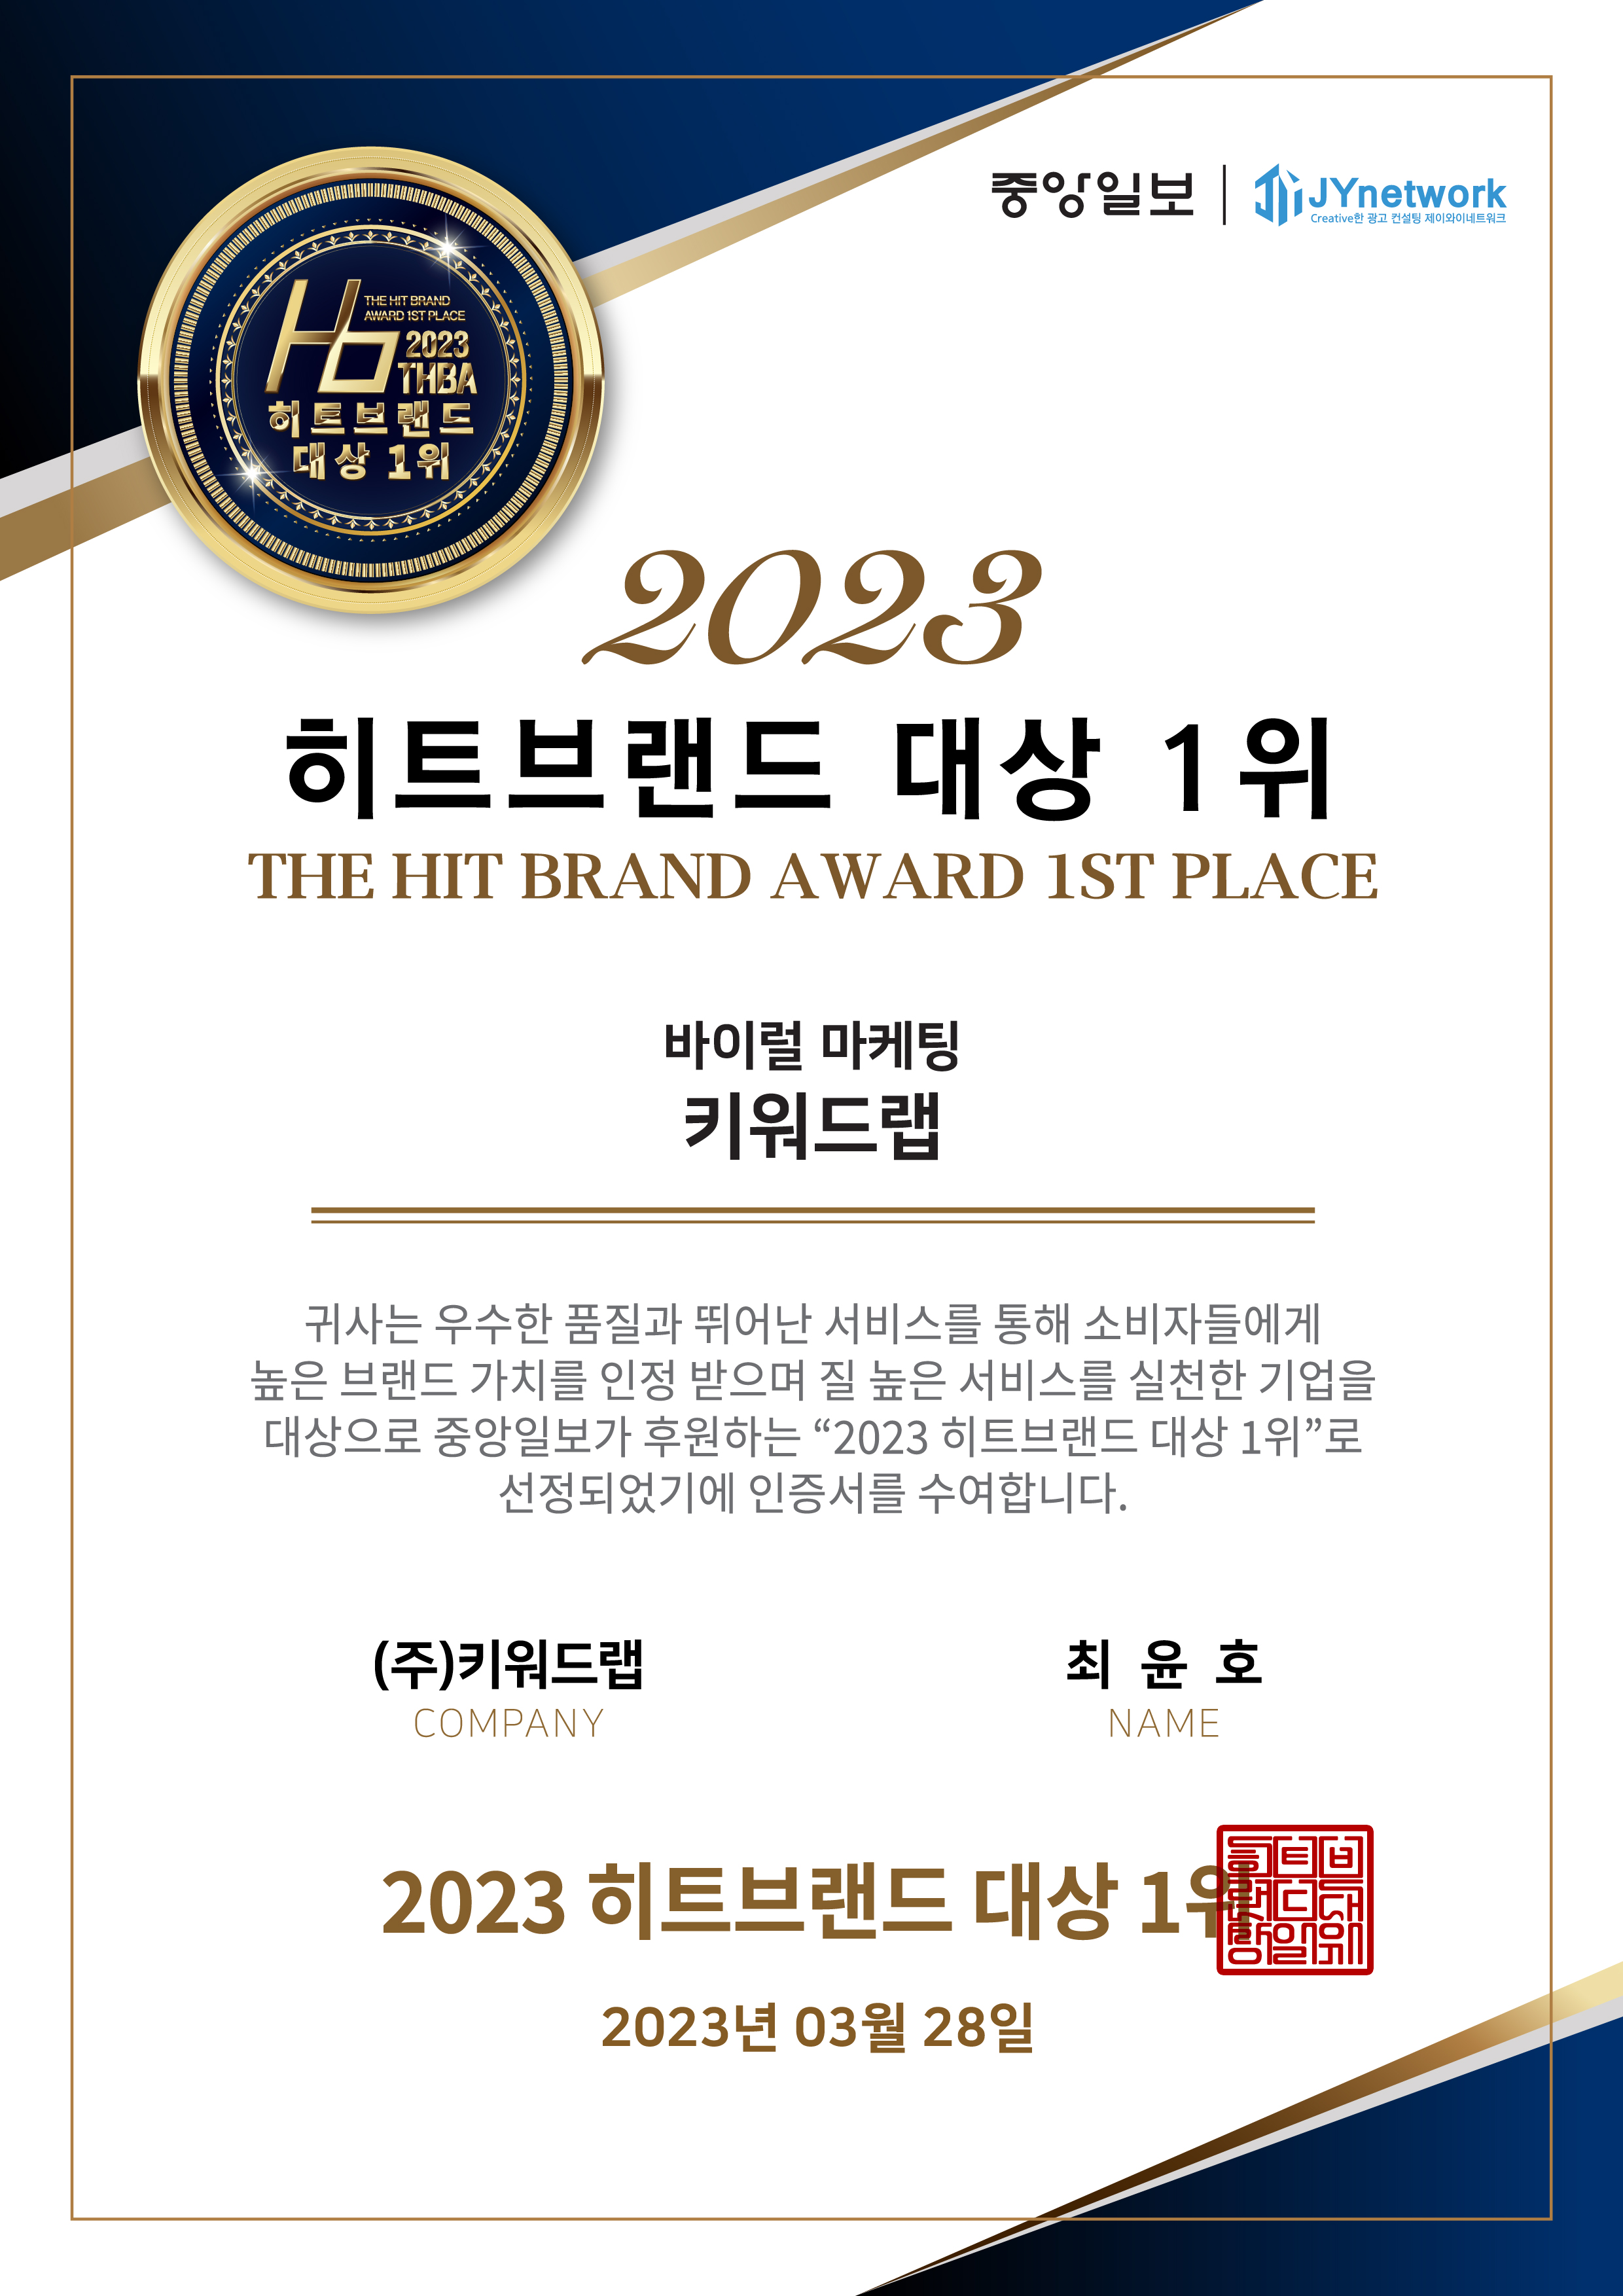 중앙일보
JYnetwork
Creative한 광고 컨설팅 제이와이네트워크
THE HIT BRAND
AWARD 1ST PLACE
2023
THBA
히트브랜드
대상 1위
2023
히트브랜드 대상 1위
THE HIT BRAND AWARD 1ST PLACE
바이럴 마케팅
키워드랩
귀사는 우수한 품질과 뛰어난 서비스를 통해 소비자들에게
높은 브랜드 가치를 인정 받으며 질 높은 서비스를 실천한 기업을
대상으로 중앙일보가 후원하는 “2023 히트브랜드 대상 1위”로
선정되었기에 인증서를 수여합니다.
(주)키워드랩
COMPANY
최 윤 호
NAME
2023 히트브랜드 대상 1위
2023년 03월 28일